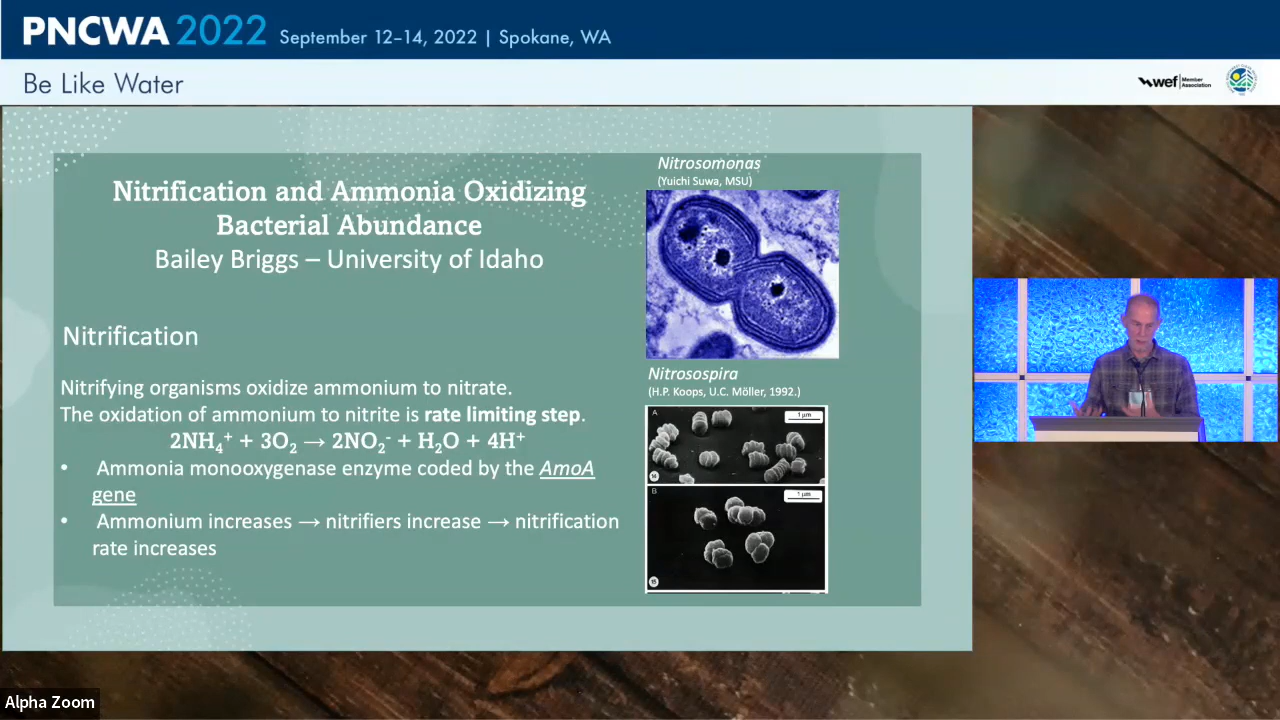 PNCWA 2022 September 12–14, 2022 | Spokane, WA
Be Like Water
wef Member Association
Nitrosomonas
(Yuichi Suwa, MSU)
Nitrification and Ammonia Oxidizing
Bacterial Abundance
Bailey Briggs – University of Idaho
Nitrification
Nitrosospira
(H.P. Koops, U.C. Möller, 1992.)
Nitrifying organisms oxidize ammonium to nitrate.
The oxidation of ammonium to nitrite is rate limiting step.
2NH₄⁺ + 3O₂ → 2NO₂⁻ + H₂O + 4H⁺
• Ammonia monooxygenase enzyme coded by the AmoA
gene
• Ammonium increases → nitrifiers increase → nitrification
rate increases
A
1 µm
14
B
1 µm
15
Alpha Zoom